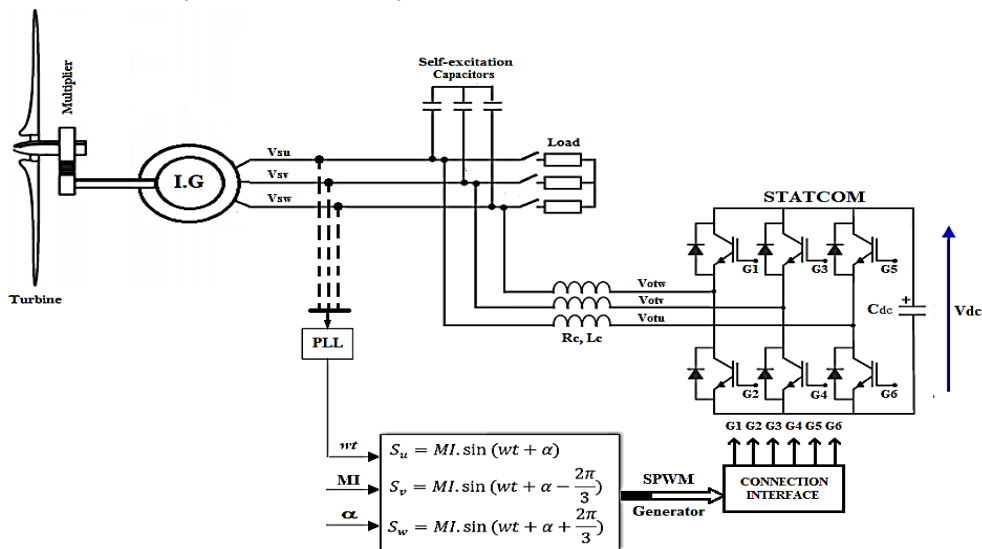 Self-excitation
Capacitors
Multiplier
Load
Vsu
I.G
Vsv
Vsw
STATCOM
G1
G3
G5
Turbine
Votw
Votv
Votu
Rc, Lc
+
Cdc
Vdc
PLL
G2
G4
G6
G1 G2 G3 G4 G5 G6
wt
MI
α
S_u = MI.sin (wt + α)
S_v = MI.sin (wt + α − 2π/3)
S_w = MI.sin (wt + α + 2π/3)
SPWM
Generator
CONNECTION
INTERFACE